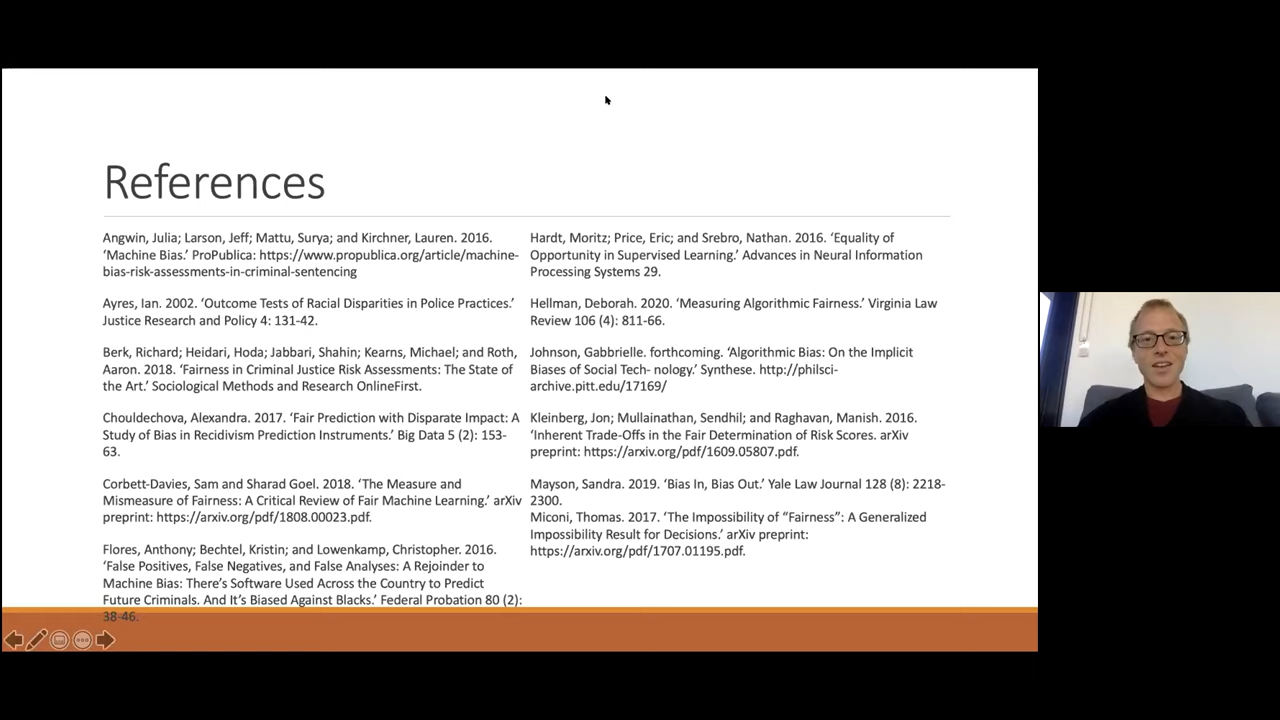 References
Angwin, Julia; Larson, Jeff; Mattu, Surya; and Kirchner, Lauren. 2016.
‘Machine Bias.’ ProPublica: https://www.propublica.org/article/machine-
bias-risk-assessments-in-criminal-sentencing
Ayres, Ian. 2002. ‘Outcome Tests of Racial Disparities in Police Practices.’
Justice Research and Policy 4: 131-42.
Berk, Richard; Heidari, Hoda; Jabbari, Shahin; Kearns, Michael; and Roth,
Aaron. 2018. ‘Fairness in Criminal Justice Risk Assessments: The State of
the Art.’ Sociological Methods and Research OnlineFirst.
Chouldechova, Alexandra. 2017. ‘Fair Prediction with Disparate Impact: A
Study of Bias in Recidivism Prediction Instruments.’ Big Data 5 (2): 153-
63.
Corbett-Davies, Sam and Sharad Goel. 2018. ‘The Measure and
Mismeasure of Fairness: A Critical Review of Fair Machine Learning.’ arXiv
preprint: https://arxiv.org/pdf/1808.00023.pdf.
Flores, Anthony; Bechtel, Kristin; and Lowenkamp, Christopher. 2016.
‘False Positives, False Negatives, and False Analyses: A Rejoinder to
Machine Bias: There’s Software Used Across the Country to Predict
Future Criminals. And It’s Biased Against Blacks.’ Federal Probation 80 (2):
38-46.
Hardt, Moritz; Price, Eric; and Srebro, Nathan. 2016. ‘Equality of
Opportunity in Supervised Learning.’ Advances in Neural Information
Processing Systems 29.
Hellman, Deborah. 2020. ‘Measuring Algorithmic Fairness.’ Virginia Law
Review 106 (4): 811-66.
Johnson, Gabbrielle. forthcoming. ‘Algorithmic Bias: On the Implicit
Biases of Social Tech- nology.’ Synthese. http://philsci-
archive.pitt.edu/17169/
Kleinberg, Jon; Mullainathan, Sendhil; and Raghavan, Manish. 2016.
‘Inherent Trade-Offs in the Fair Determination of Risk Scores. arXiv
preprint: https://arxiv.org/pdf/1609.05807.pdf.
Mayson, Sandra. 2019. ‘Bias In, Bias Out.’ Yale Law Journal 128 (8): 2218-
2300.
Miconi, Thomas. 2017. ‘The Impossibility of “Fairness”: A Generalized
Impossibility Result for Decisions.’ arXiv preprint:
https://arxiv.org/pdf/1707.01195.pdf.